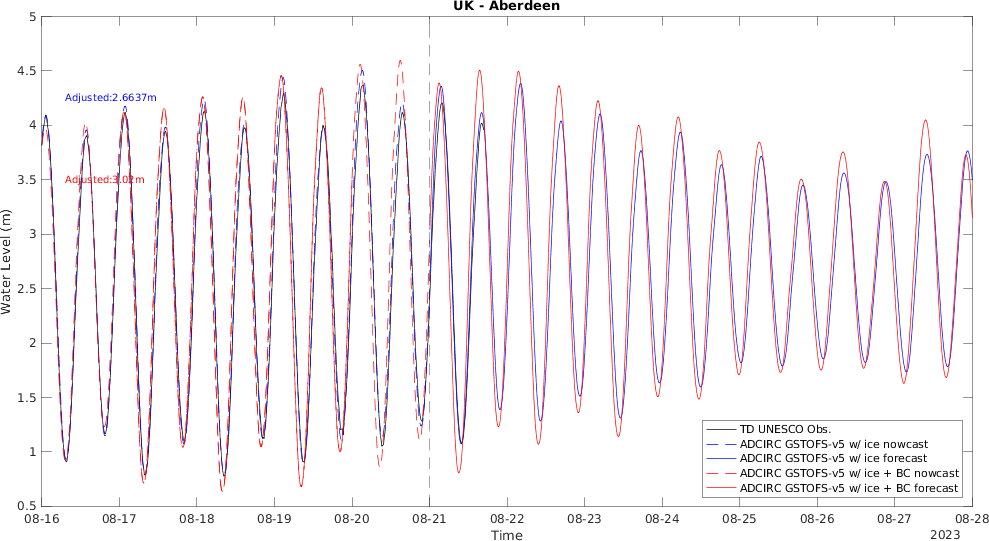 UK - Aberdeen
5
4.5
4
3.5
3
2.5
2
1.5
1
0.5
Water Level (m)
Adjusted:2.6637m
Adjusted:3.02m
TD UNESCO Obs.
ADCIRC GSTOFS-v5 w/ ice nowcast
ADCIRC GSTOFS-v5 w/ ice forecast
ADCIRC GSTOFS-v5 w/ ice + BC nowcast
ADCIRC GSTOFS-v5 w/ ice + BC forecast
08-16 08-17 08-18 08-19 08-20 08-21 08-22 08-23 08-24 08-25 08-26 08-27 08-28
Time
2023